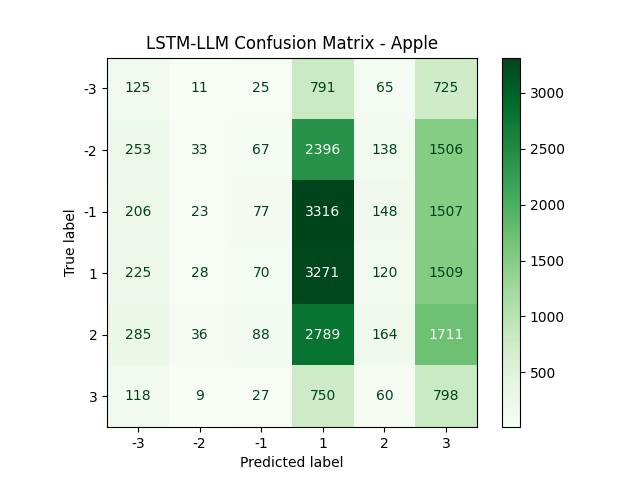 LSTM-LLM Confusion Matrix - Apple
-3 125 11 25 791 65 725
-2 253 33 67 2396 138 1506
-1 206 23 77 3316 148 1507
1 225 28 70 3271 120 1509
2 285 36 88 2789 164 1711
3 118 9 27 750 60 798
-3 -2 -1 1 2 3
Predicted label
True label
3000
2500
2000
1500
1000
500